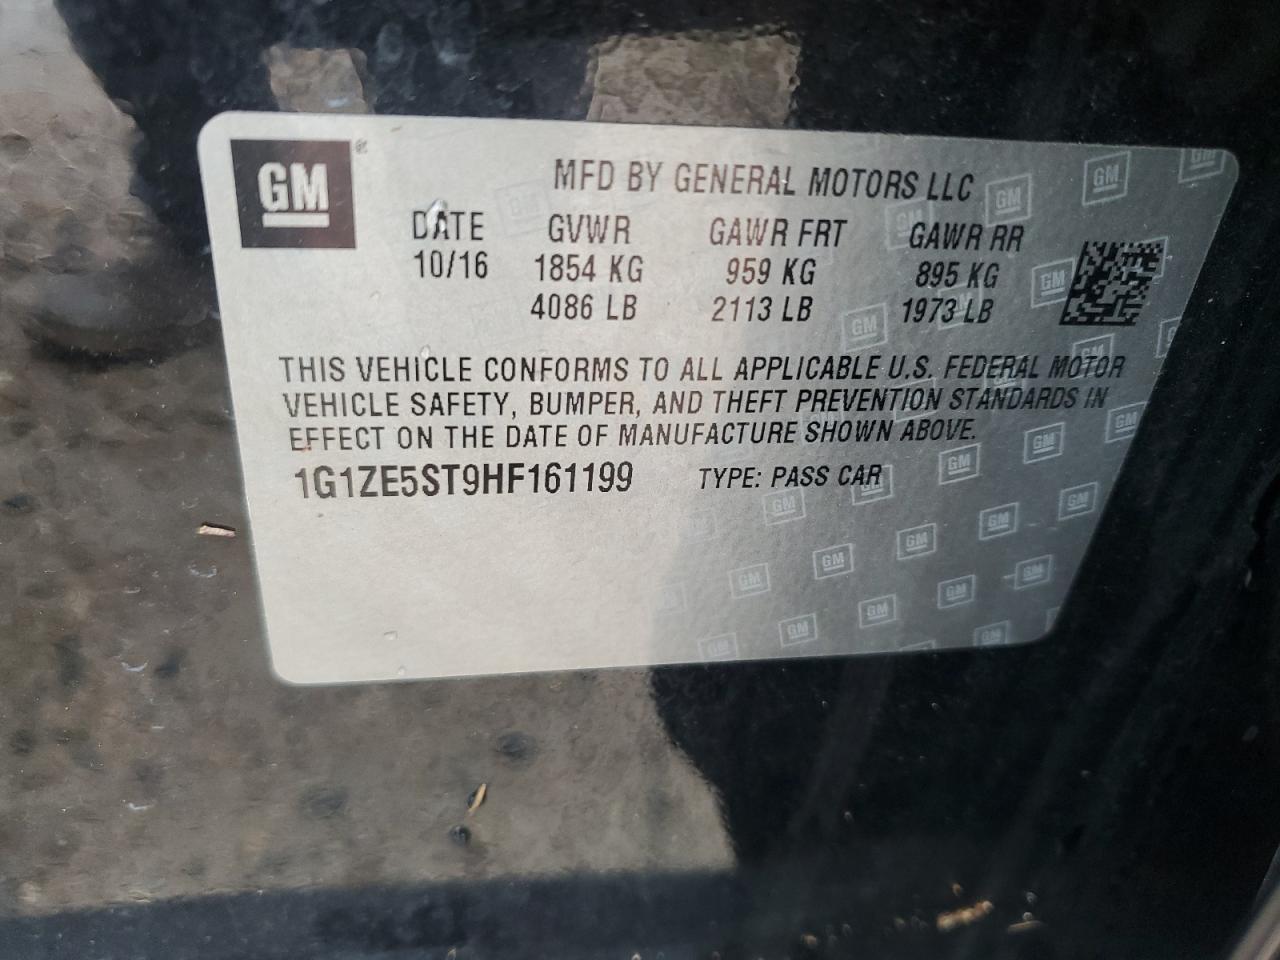 GM
MFD BY GENERAL MOTORS LLC
DATE GVWR GAWR FRT GAWR RR
10/16 1854 KG 959 KG 895 KG
4086 LB 2113 LB 1973 LB
THIS VEHICLE CONFORMS TO ALL APPLICABLE U.S. FEDERAL MOTOR
VEHICLE SAFETY, BUMPER, AND THEFT PREVENTION STANDARDS IN
EFFECT ON THE DATE OF MANUFACTURE SHOWN ABOVE.
1G1ZE5ST9HF161199 TYPE: PASS CAR